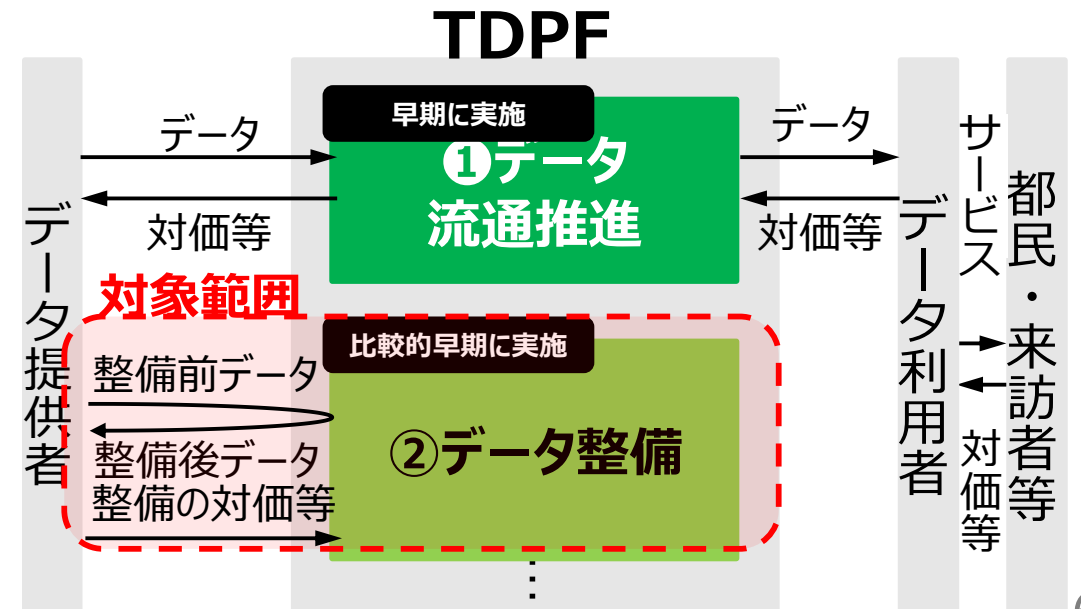 TDPF
早期に実施
❶データ
流通推進
データ
対価等
データ
対価等
データ提供者
対象範囲
比較的早期に実施
②データ整備
整備前データ
整備後データ
整備の対価等
データ利用者
サービス
対価等
都民・来訪者等
⋮